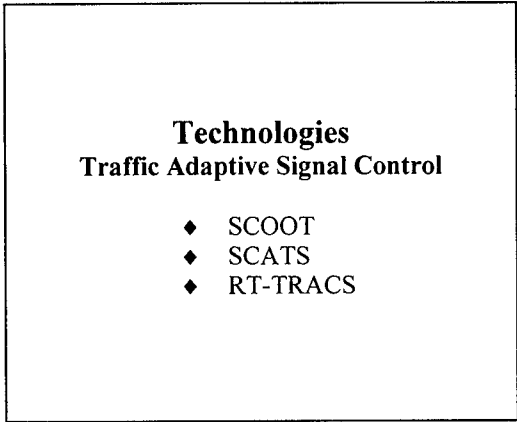 Technologies
Traffic Adaptive Signal Control
♦ SCOOT
♦ SCATS
♦ RT-TRACS